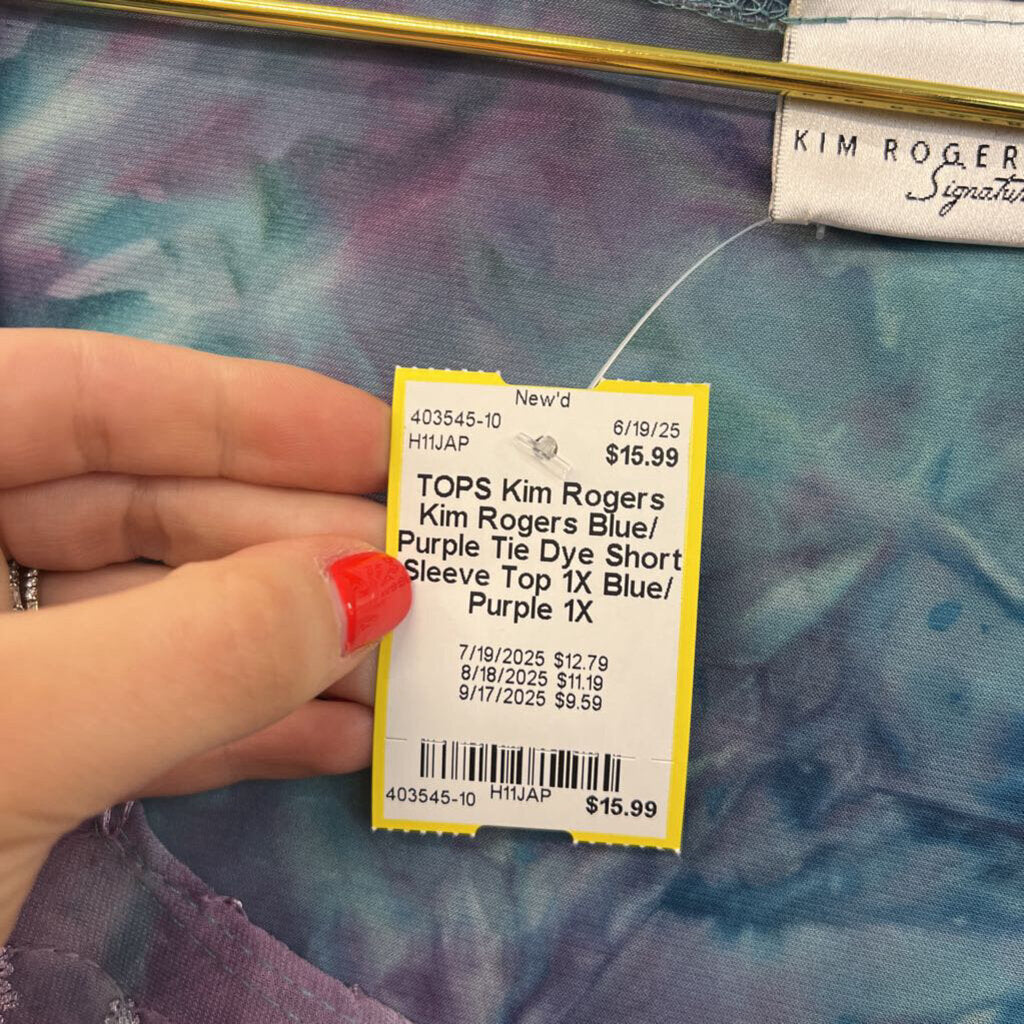 KIM ROGER
Signatur
New'd
403545-10 6/19/25
H11JAP $15.99
TOPS Kim Rogers
Kim Rogers Blue/
Purple Tie Dye Short
Sleeve Top 1X Blue/
Purple 1X
7/19/2025 $12.79
8/18/2025 $11.19
9/17/2025 $9.59
403545-10 H11JAP $15.99